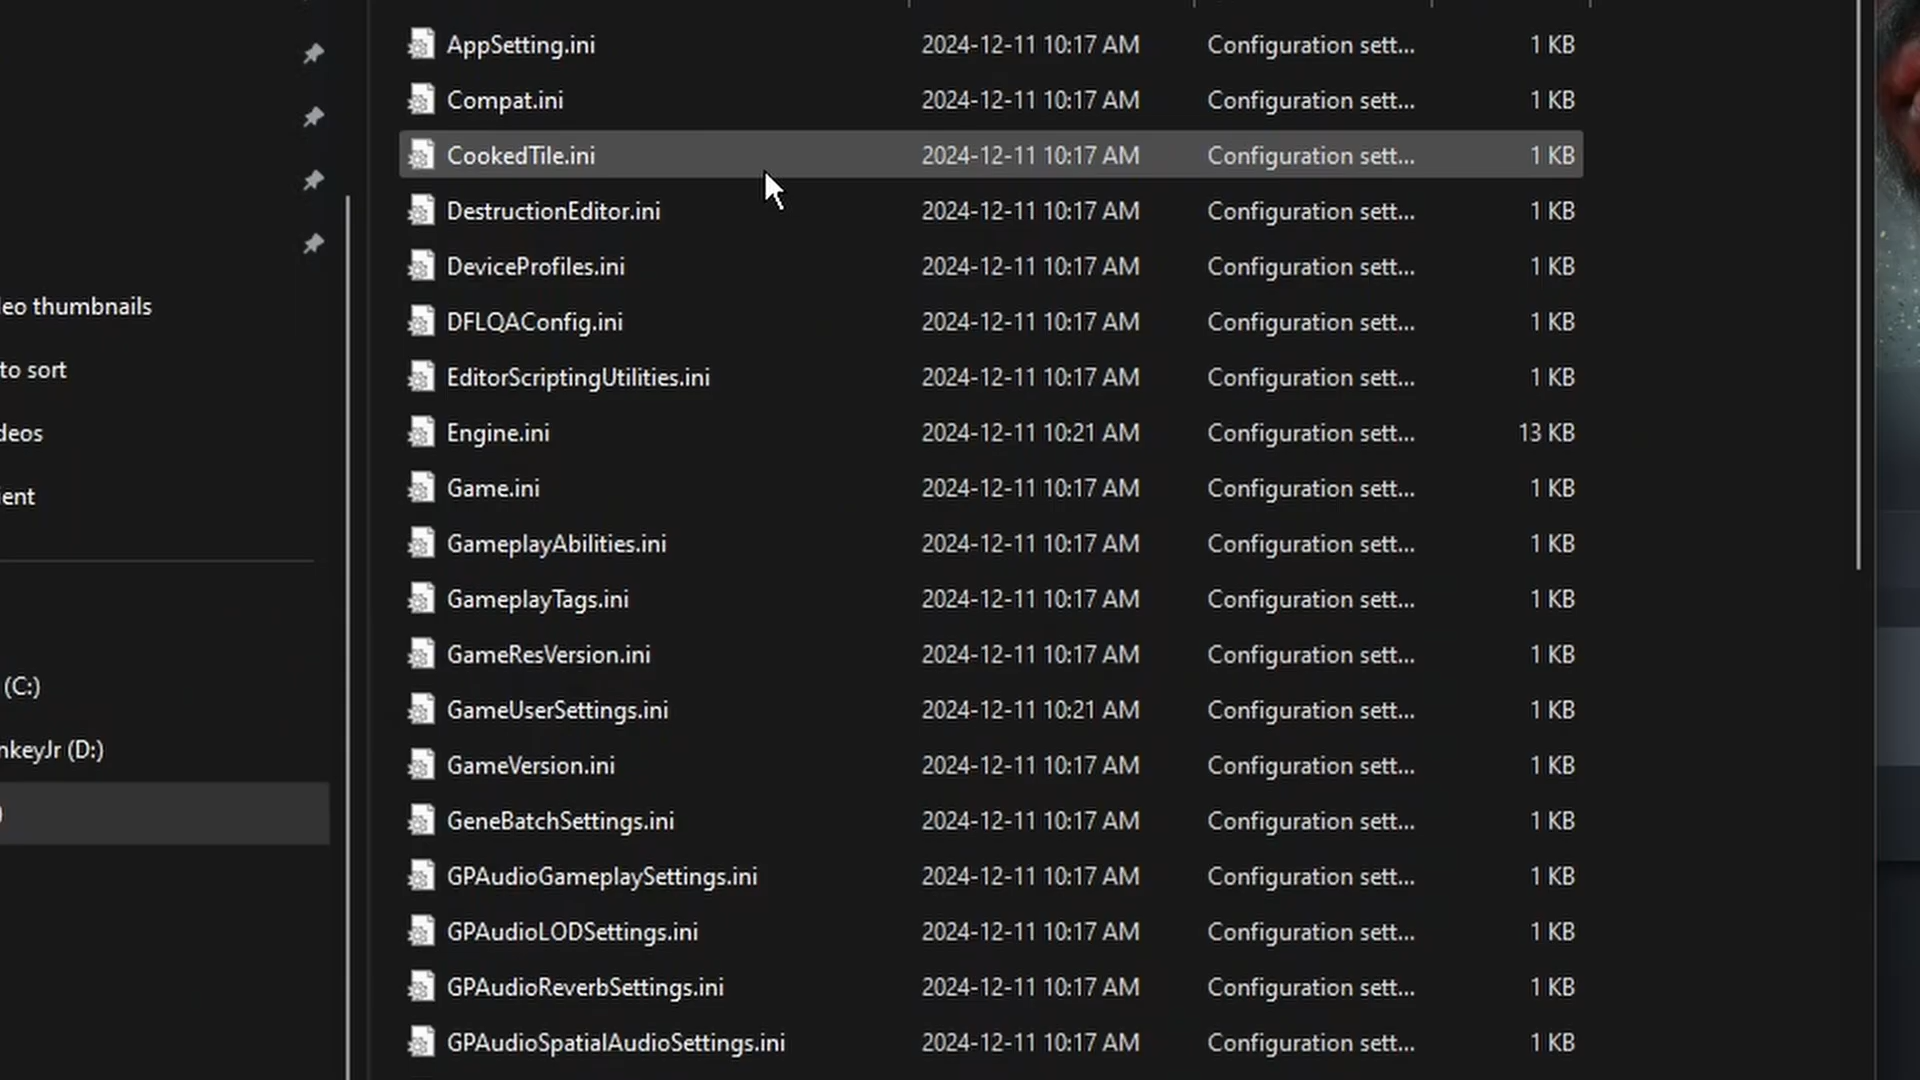 AppSetting.ini 2024-12-11 10:17 AM Configuration sett... 1 KB
Compat.ini 2024-12-11 10:17 AM Configuration sett... 1 KB
CookedTile.ini 2024-12-11 10:17 AM Configuration sett... 1 KB
DestructionEditor.ini 2024-12-11 10:17 AM Configuration sett... 1 KB
DeviceProfiles.ini 2024-12-11 10:17 AM Configuration sett... 1 KB
eo thumbnails
DFLQAConfig.ini 2024-12-11 10:17 AM Configuration sett... 1 KB
to sort
EditorScriptingUtilities.ini 2024-12-11 10:17 AM Configuration sett... 1 KB
deos
Engine.ini 2024-12-11 10:21 AM Configuration sett... 13 KB
ient
Game.ini 2024-12-11 10:17 AM Configuration sett... 1 KB
GameplayAbilities.ini 2024-12-11 10:17 AM Configuration sett... 1 KB
GameplayTags.ini 2024-12-11 10:17 AM Configuration sett... 1 KB
GameResVersion.ini 2024-12-11 10:17 AM Configuration sett... 1 KB
(C:)
GameUserSettings.ini 2024-12-11 10:21 AM Configuration sett... 1 KB
nkeyJr (D:)
GameVersion.ini 2024-12-11 10:17 AM Configuration sett... 1 KB
)
GeneBatchSettings.ini 2024-12-11 10:17 AM Configuration sett... 1 KB
GPAudioGameplaySettings.ini 2024-12-11 10:17 AM Configuration sett... 1 KB
GPAudioLODSettings.ini 2024-12-11 10:17 AM Configuration sett... 1 KB
GPAudioReverbSettings.ini 2024-12-11 10:17 AM Configuration sett... 1 KB
GPAudioSpatialAudioSettings.ini 2024-12-11 10:17 AM Configuration sett... 1 KB